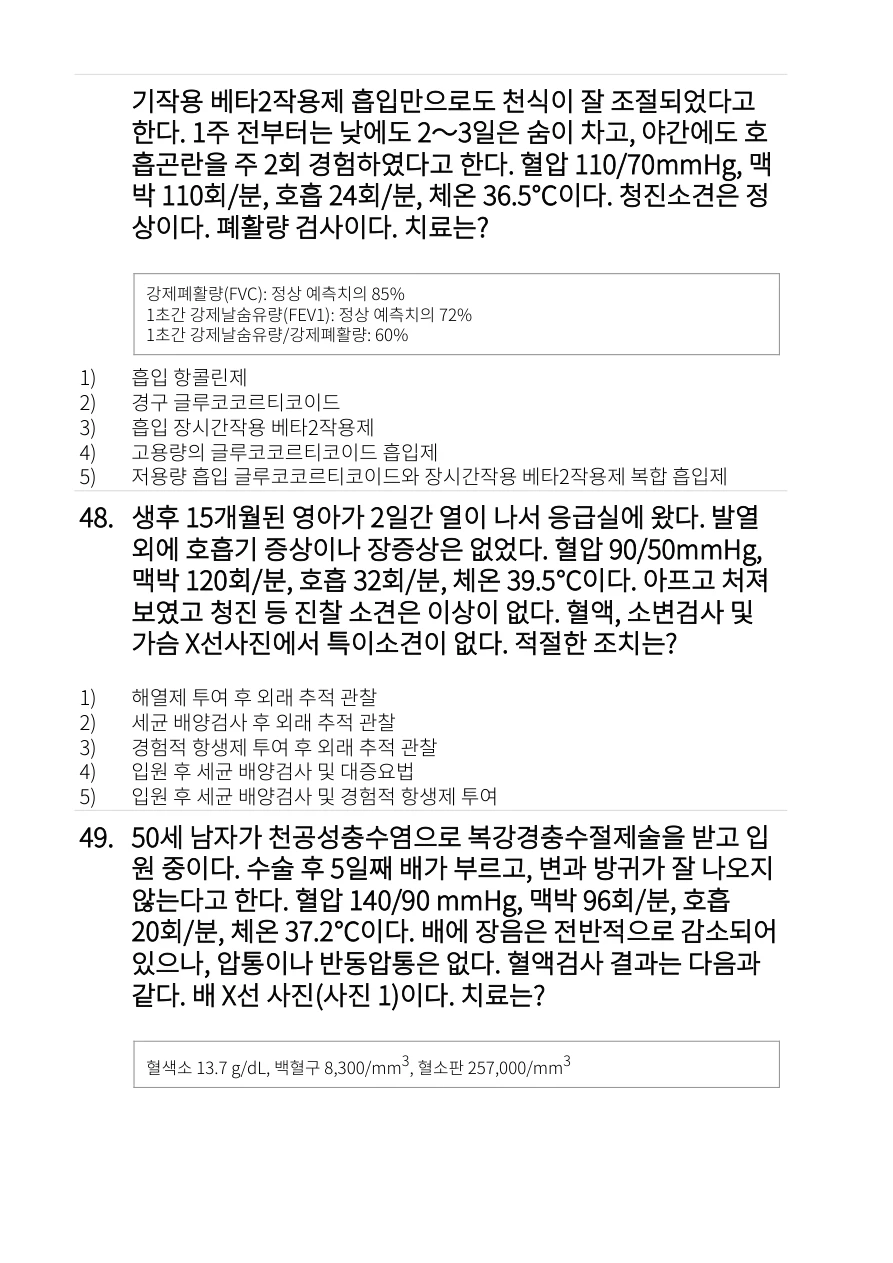 기작용 베타2작용제 흡입만으로도 천식이 잘 조절되었다고
한다. 1주 전부터는 낮에도 2～3일은 숨이 차고, 야간에도 호
흡곤란을 주 2회 경험하였다고 한다. 혈압 110/70mmHg, 맥
박 110회/분, 호흡 24회/분, 체온 36.5℃이다. 청진소견은 정
상이다. 폐활량 검사이다. 치료는?
강제폐활량(FVC): 정상 예측치의 85%
1초간 강제날숨유량(FEV1): 정상 예측치의 72%
1초간 강제날숨유량/강제폐활량: 60%
1) 흡입 항콜린제
2) 경구 글루코코르티코이드
3) 흡입 장시간작용 베타2작용제
4) 고용량의 글루코코르티코이드 흡입제
5) 저용량 흡입 글루코코르티코이드와 장시간작용 베타2작용제 복합 흡입제
48. 생후 15개월된 영아가 2일간 열이 나서 응급실에 왔다. 발열
외에 호흡기 증상이나 장증상은 없었다. 혈압 90/50mmHg,
맥박 120회/분, 호흡 32회/분, 체온 39.5℃이다. 아프고 처져
보였고 청진 등 진찰 소견은 이상이 없다. 혈액, 소변검사 및
가슴 X선사진에서 특이소견이 없다. 적절한 조치는?
1) 해열제 투여 후 외래 추적 관찰
2) 세균 배양검사 후 외래 추적 관찰
3) 경험적 항생제 투여 후 외래 추적 관찰
4) 입원 후 세균 배양검사 및 대증요법
5) 입원 후 세균 배양검사 및 경험적 항생제 투여
49. 50세 남자가 천공성충수염으로 복강경충수절제술을 받고 입
원 중이다. 수술 후 5일째 배가 부르고, 변과 방귀가 잘 나오지
않는다고 한다. 혈압 140/90 mmHg, 맥박 96회/분, 호흡
20회/분, 체온 37.2℃이다. 배에 장음은 전반적으로 감소되어
있으나, 압통이나 반동압통은 없다. 혈액검사 결과는 다음과
같다. 배 X선 사진(사진 1)이다. 치료는?
혈색소 13.7 g/dL, 백혈구 8,300/mm³, 혈소판 257,000/mm³